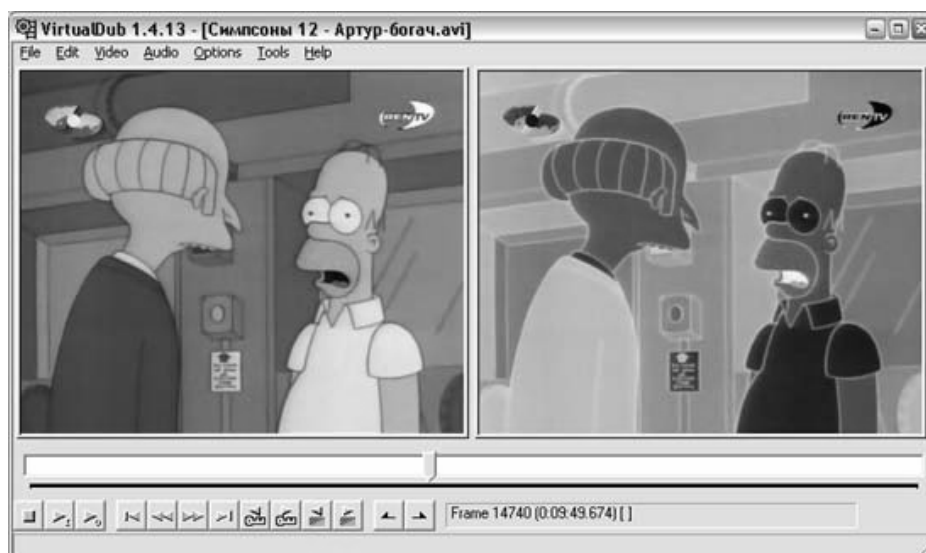 VirtualDub 1.4.13 - [Симпсоны 12 - Артур-богач.avi]
File Edit Video Audio Options Tools Help
REN TV
REN TV
Frame 14740 (0:09:49.674) [ ]